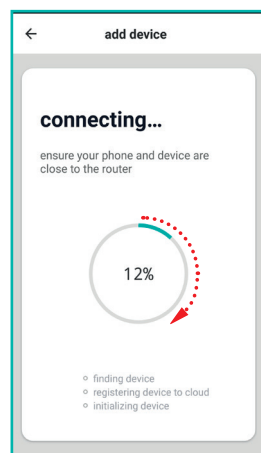 add device
connecting...
ensure your phone and device are
close to the router
12%
finding device
registering device to cloud
initializing device